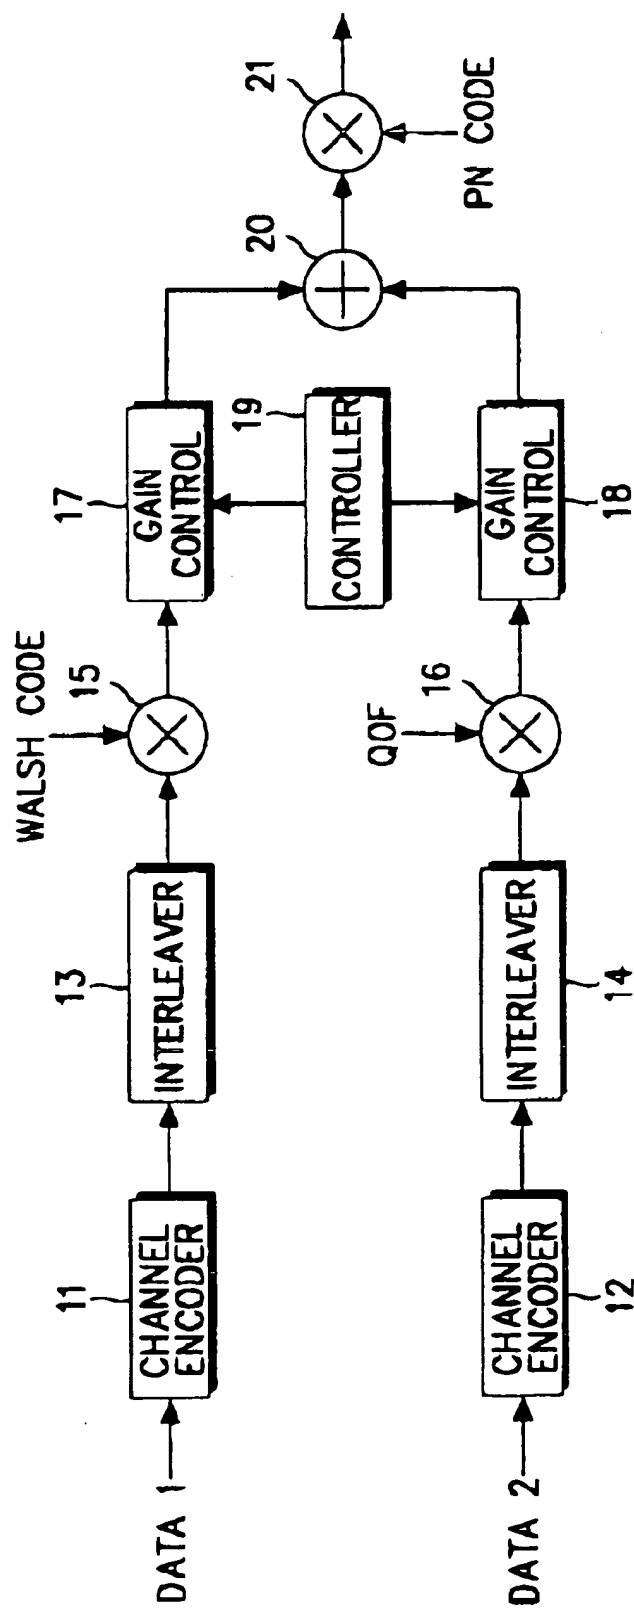 DATA 1
11
CHANNEL
ENCODER
13
INTERLEAVER
WALSH CODE
15
17
GAIN
CONTROL
19
CONTROLLER
20
21
PN CODE
DATA 2
12
CHANNEL
ENCODER
14
INTERLEAVER
QOF
16
18
GAIN
CONTROL